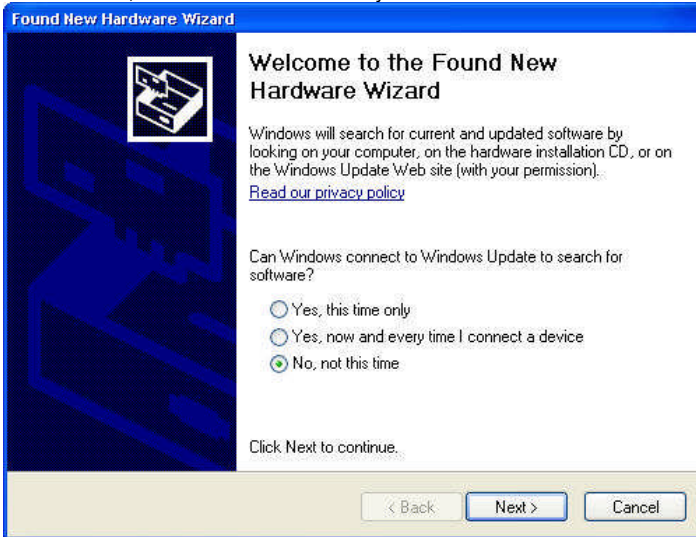 Found New Hardware Wizard
Welcome to the Found New
Hardware Wizard
Windows will search for current and updated software by
looking on your computer, on the hardware installation CD, or on
the Windows Update Web site (with your permission).
Read our privacy policy
Can Windows connect to Windows Update to search for
software?
Yes, this time only
Yes, now and every time I connect a device
No, not this time
Click Next to continue.
< Back
Next >
Cancel